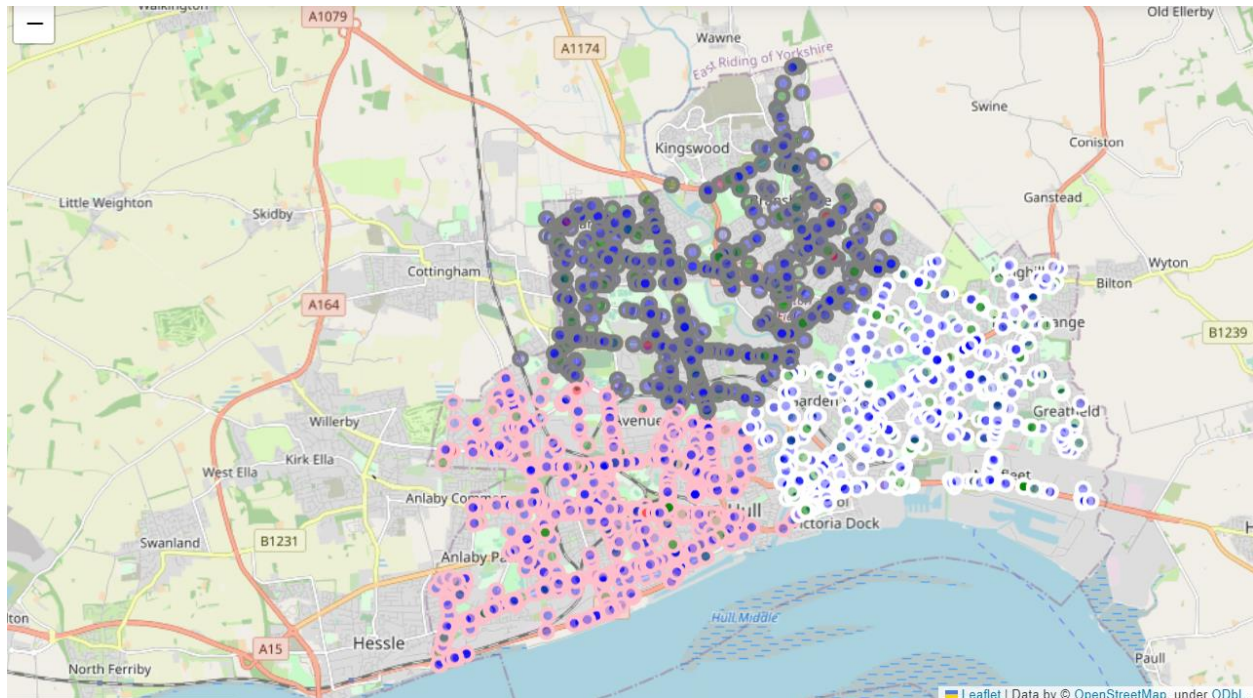 Walkington
A1079
Old Ellerby
−
A1174
Wawne
East Riding of Yorkshire
Swine
Coniston
Kingswood
Little Weighton
Skidby
Ganstead
Cottingham
Wyton
Bilton
A164
B1239
Willerby
Avenue
Greatfield
Kirk Ella
West Ella
Anlaby Common
Hull
Victoria Dock
Swanland
B1231
Anlaby Pa
Hull Middle
A15
Hessle
North Ferriby
Paull
Leaflet | Data by © OpenStreetMap, under ODbL